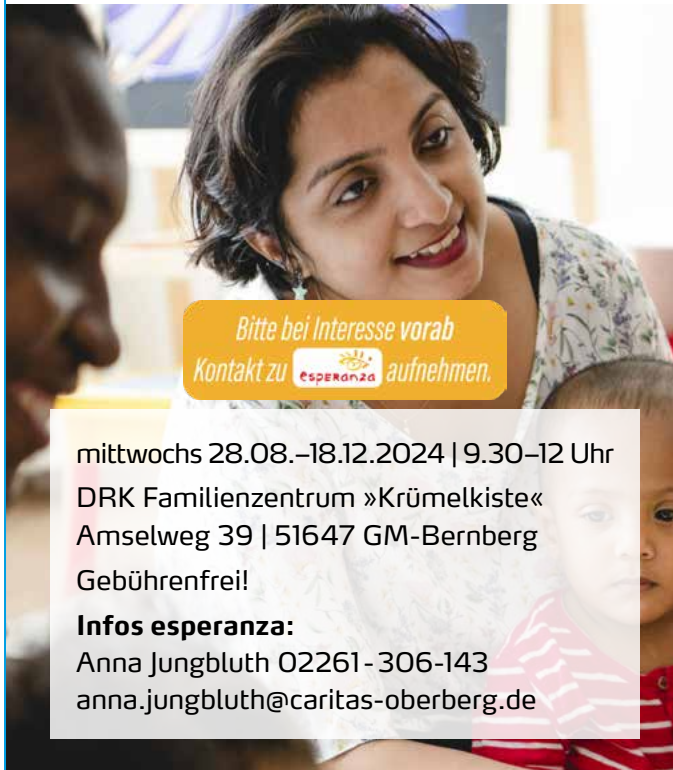 Bitte bei Interesse vorab
Kontakt zu esperanza aufnehmen.
mittwochs 28.08.–18.12.2024 | 9.30–12 Uhr
DRK Familienzentrum »Krümelkiste«
Amselweg 39 | 51647 GM-Bernberg
Gebührenfrei!
Infos esperanza:
Anna Jungbluth 02261-306-143
anna.jungbluth@caritas-oberberg.de